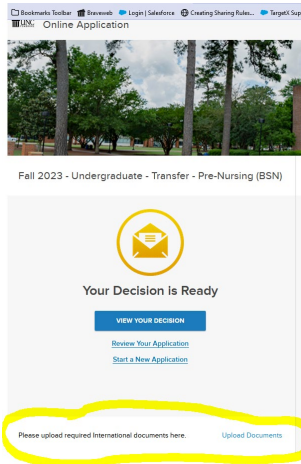 Bookmarks Toolbar Braveweb Login | Salesforce Creating Sharing Rules... TargetX Sup
UNC Online Application
Fall 2023 - Undergraduate - Transfer - Pre-Nursing (BSN)
Your Decision is Ready
VIEW YOUR DECISION
Review Your Application
Start a New Application
Please upload required International documents here. Upload Documents